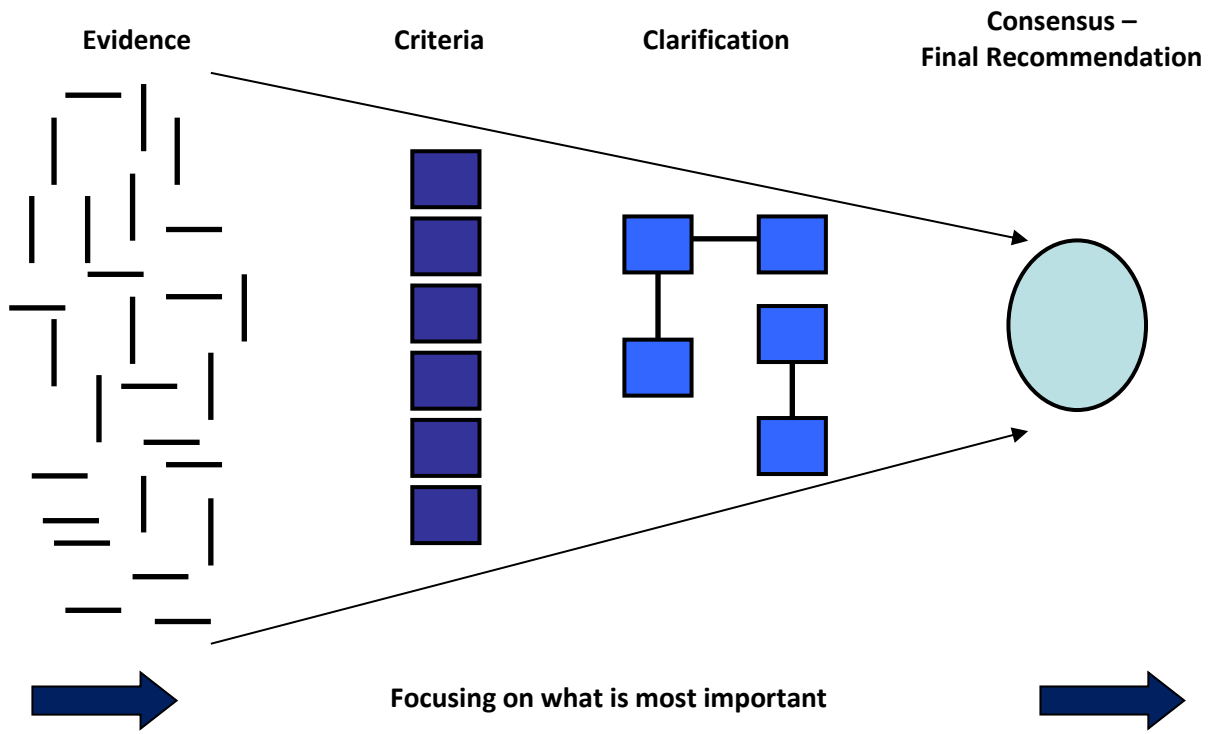 Evidence
Criteria
Clarification
Consensus –
Final Recommendation
Focusing on what is most important